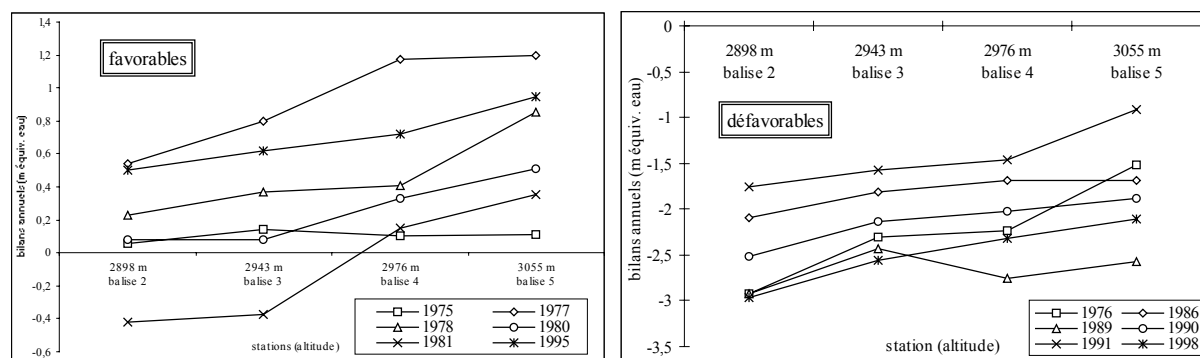 1,4
1,2
1
0,8
0,6
0,4
0,2
0
-0,2
-0,4
-0,6
bilans annuels (m équiv. eau)
favorables
2898 m 2943 m 2976 m 3055 m
balise 2 balise 3 balise 4 balise 5
stations (altitude)
1975 1977
1978 1980
1981 1995
0
-0,5
-1
-1,5
-2
-2,5
-3
-3,5
bilans annuels (m équiv. eau)
2898 m 2943 m 2976 m 3055 m
balise 2 balise 3 balise 4 balise 5
défavorables
stations (altitude)
1976 1986
1989 1990
1991 1998